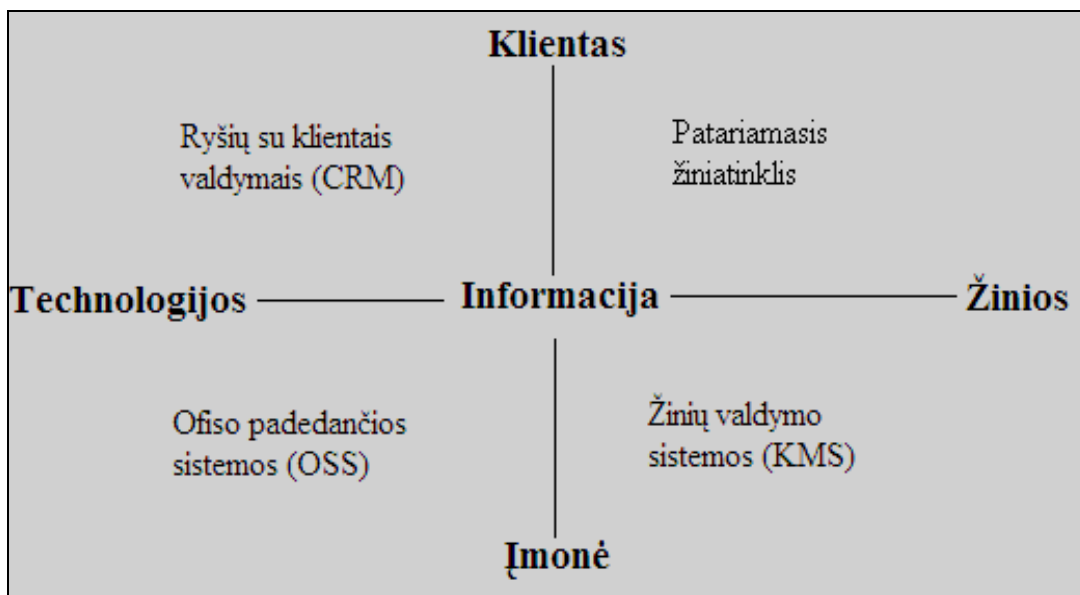 Klientas
Ryšių su klientais
valdymais (CRM)
Patariamasis
žiniatinklis
Technologijos
Informacija
Žinios
Ofiso padedančios
sistemos (OSS)
Žinių valdymo
sistemos (KMS)
Įmonė